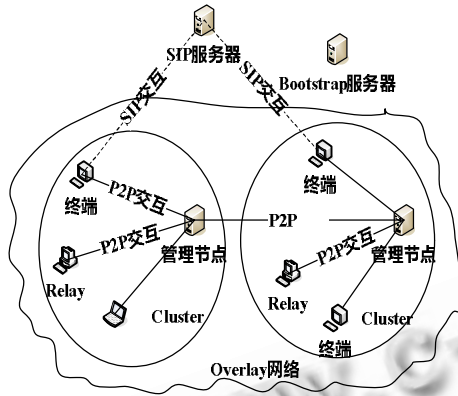 SIP服务器
SIP交互
SIP交互
Bootstrap服务器
终端
P2P交互
P2P交互
管理节点
Relay
Cluster
P2P
终端
P2P交互
管理节点
Relay
Cluster
终端
Overlay网络